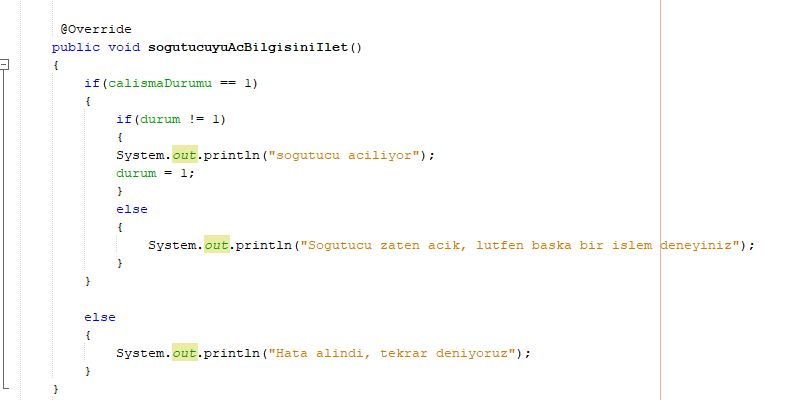 @Override
public void sogutucuyuAcBilgisiniIlet()
{
if(calismaDurumu == 1)
{
if(durum != 1)
{
System.out.println("sogutucu aciliyor");
durum = 1;
}
else
{
System.out.println("Sogutucu zaten acik, lutfen baska bir islem deneyiniz");
}
}
else
{
System.out.println("Hata alindi, tekrar deniyoruz");
}
}